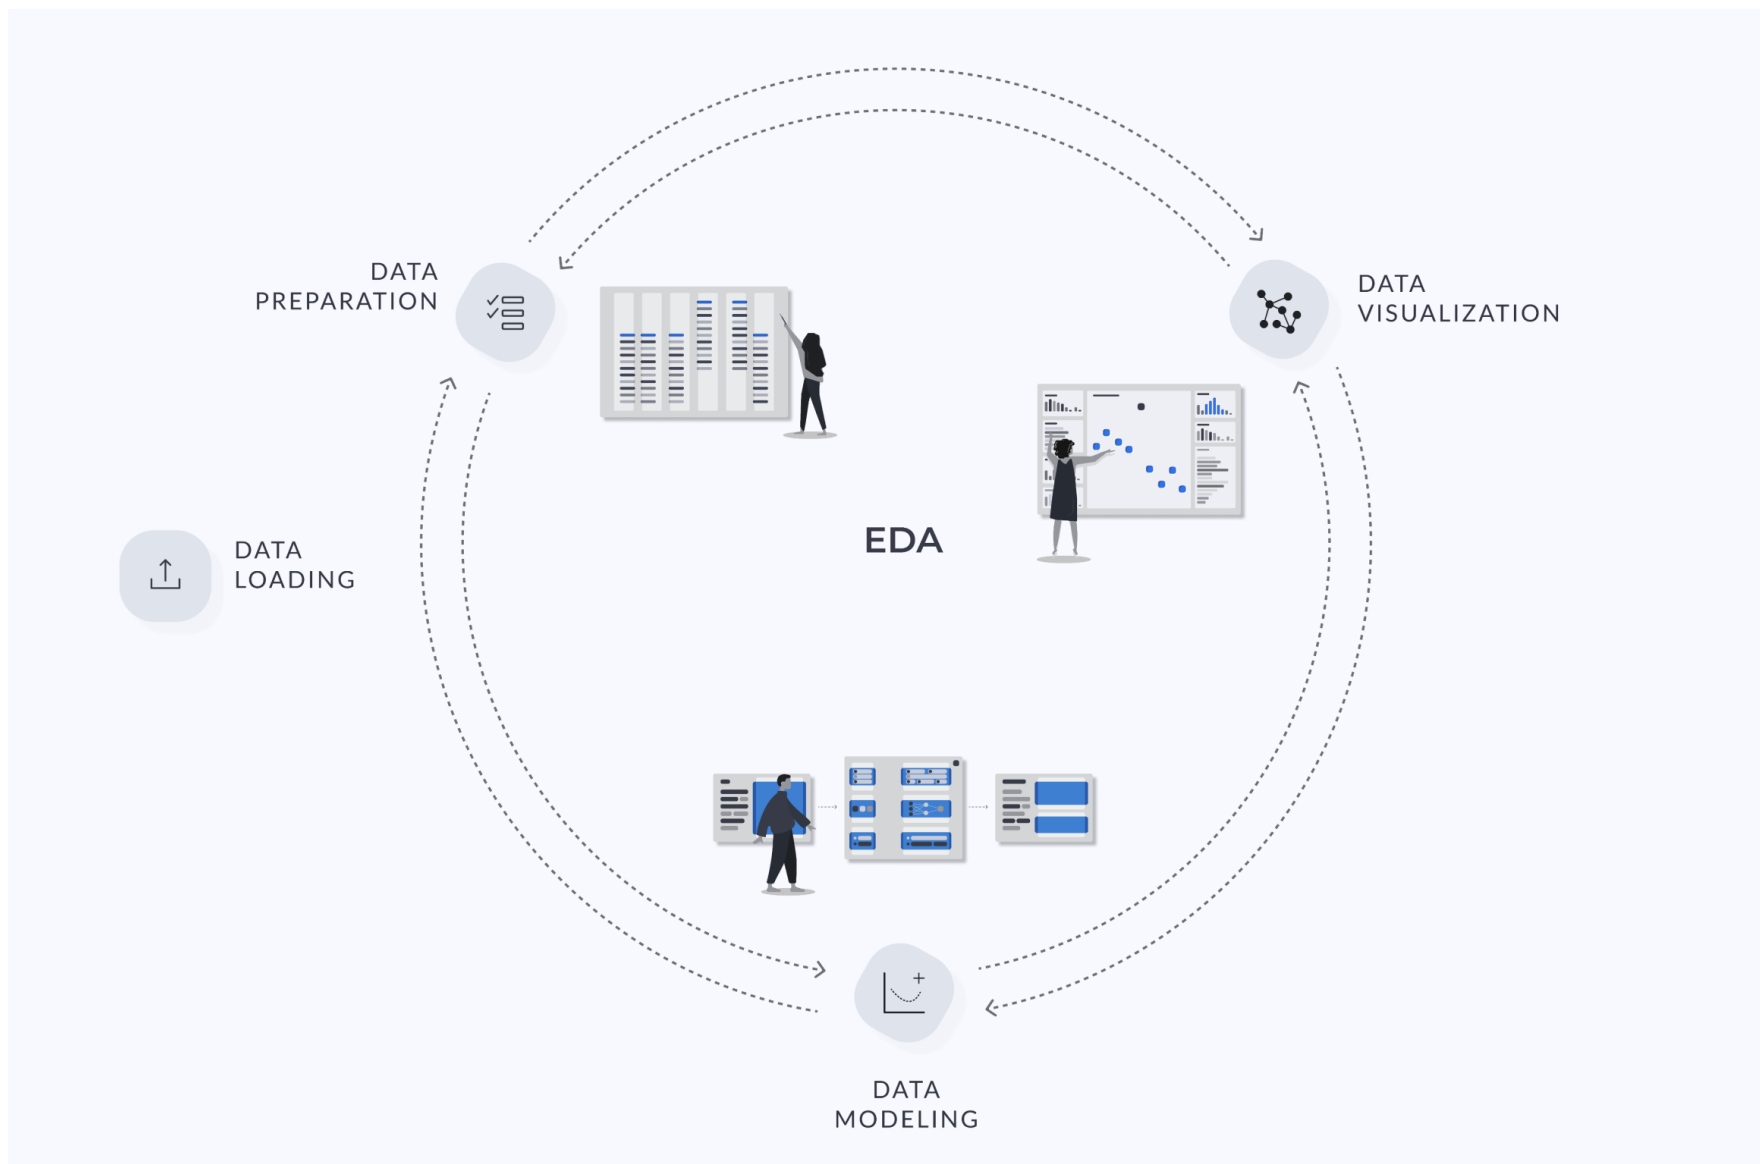 DATA
PREPARATION
DATA
VISUALIZATION
EDA
DATA
LOADING
DATA
MODELING